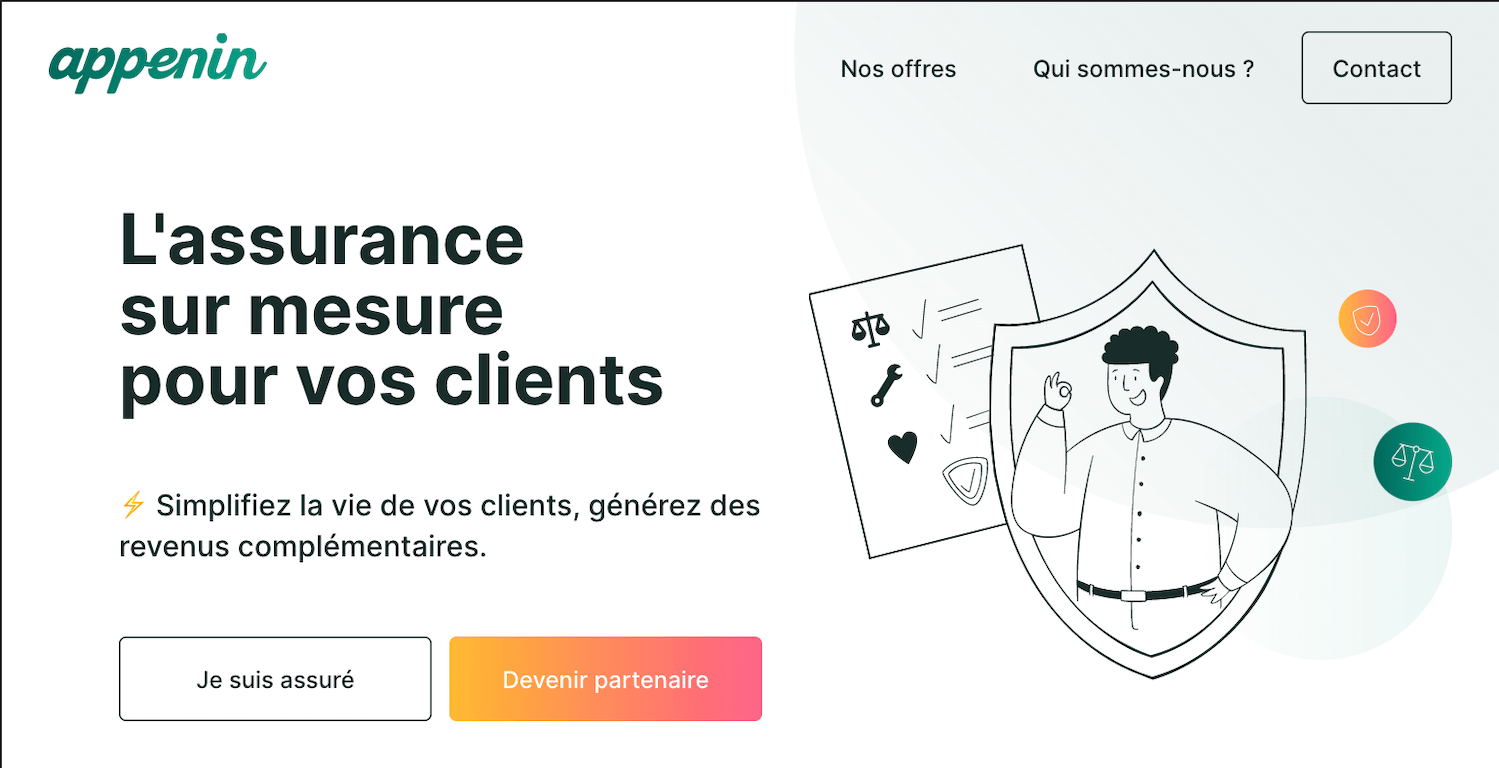 appenin
Nos offres
Qui sommes-nous ?
Contact
L'assurance
sur mesure
pour vos clients
⚡ Simplifiez la vie de vos clients, générez des
revenus complémentaires.
Je suis assuré
Devenir partenaire